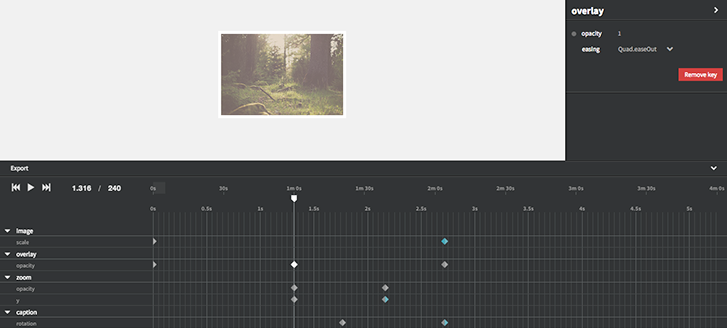 overlay
opacity 1
easing Quad.easeOut
Remove key
Export
1.316 / 240 0s 30s 1m 0s 1m 30s 2m 0s 2m 30s 3m 0s 3m 30s 4m 0s
0s 0.5s 1s 1.5s 2s 2.5s 3s 3.5s 4s 4.5s 5s
image
scale
overlay
opacity
zoom
opacity
y
caption
rotation